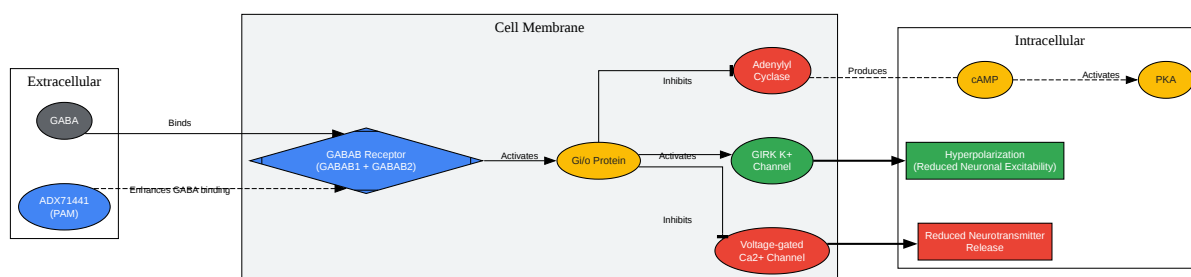 Cell Membrane
Intracellular
Extracellular
GABA
ADX71441
(PAM)
Binds
Enhances GABA binding
GABAB Receptor
(GABAB1 + GABAB2)
Activates
Gi/o Protein
Inhibits
Activates
Inhibits
Adenylyl
Cyclase
GIRK K+
Channel
Voltage-gated
Ca2+ Channel
Produces
cAMP
Activates
PKA
Hyperpolarization
(Reduced Neuronal Excitability)
Reduced Neurotransmitter
Release